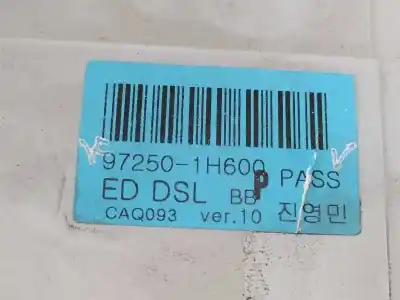 97250-1H600 PASS
ED DSL BB P
CAQ093 ver.10 진영민